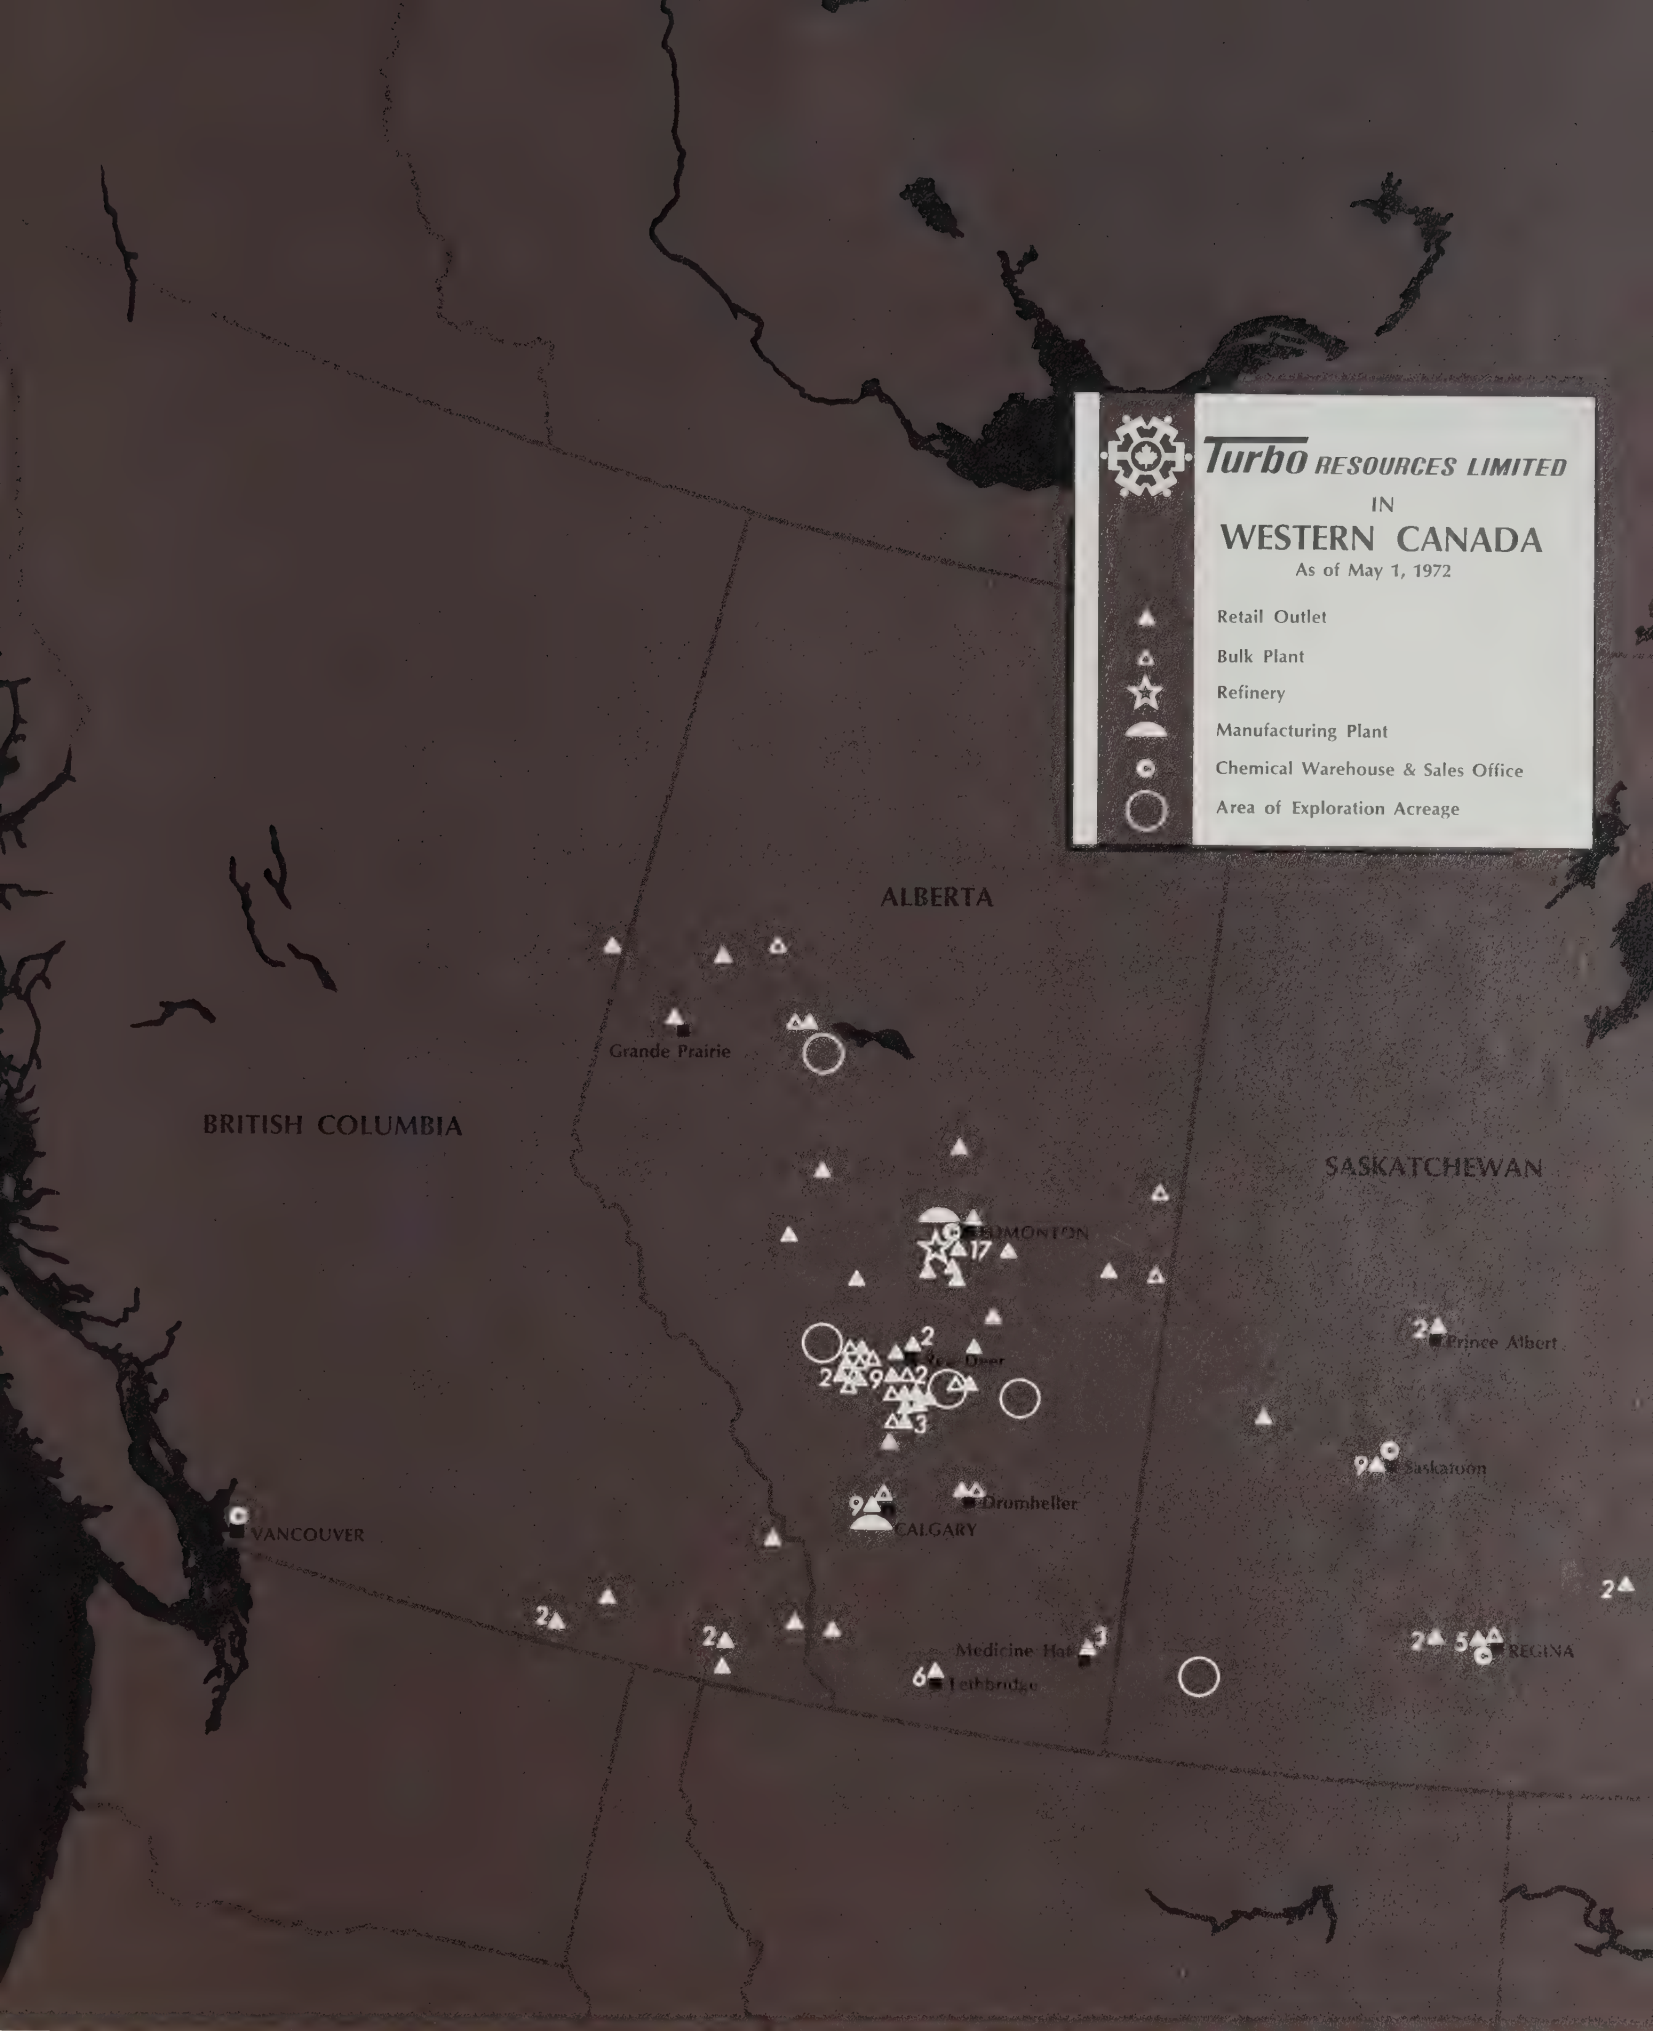 Turbo RESOURCES LIMITED
IN
WESTERN CANADA
As of May 1, 1972
Retail Outlet
Bulk Plant
Refinery
Manufacturing Plant
Chemical Warehouse & Sales Office
Area of Exploration Acreage
ALBERTA
Grande Prairie
BRITISH COLUMBIA
SASKATCHEWAN
EDMONTON
17
2
Prince Albert
2
Red Deer
2 9 2
3
9 Saskatoon
9
Drumheller
CALGARY
VANCOUVER
2
2
2
3
Medicine Hat
2 5
REGINA
6 Lethbridge